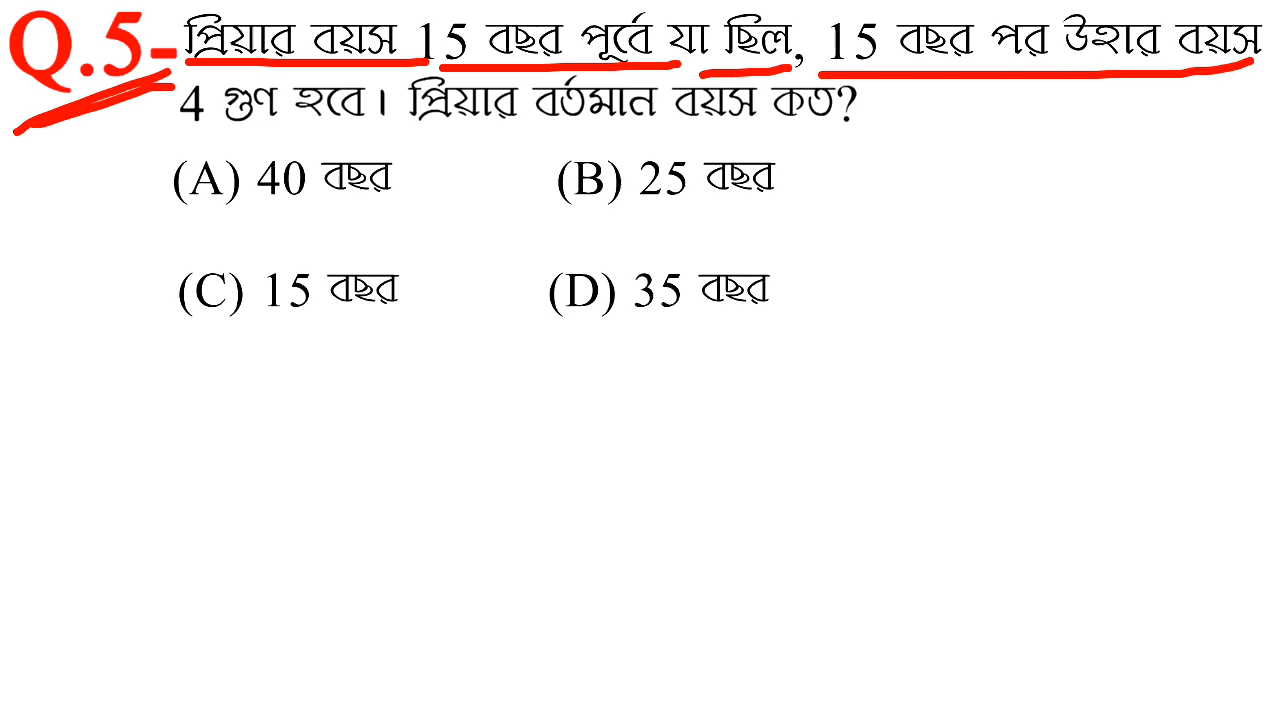 Q.5- প্রিয়ার বয়স 15 বছর পূর্বে যা ছিল, 15 বছর পর উহার বয়স
4 গুণ হবে। প্রিয়ার বর্তমান বয়স কত?
(A) 40 বছর (B) 25 বছর
(C) 15 বছর (D) 35 বছর